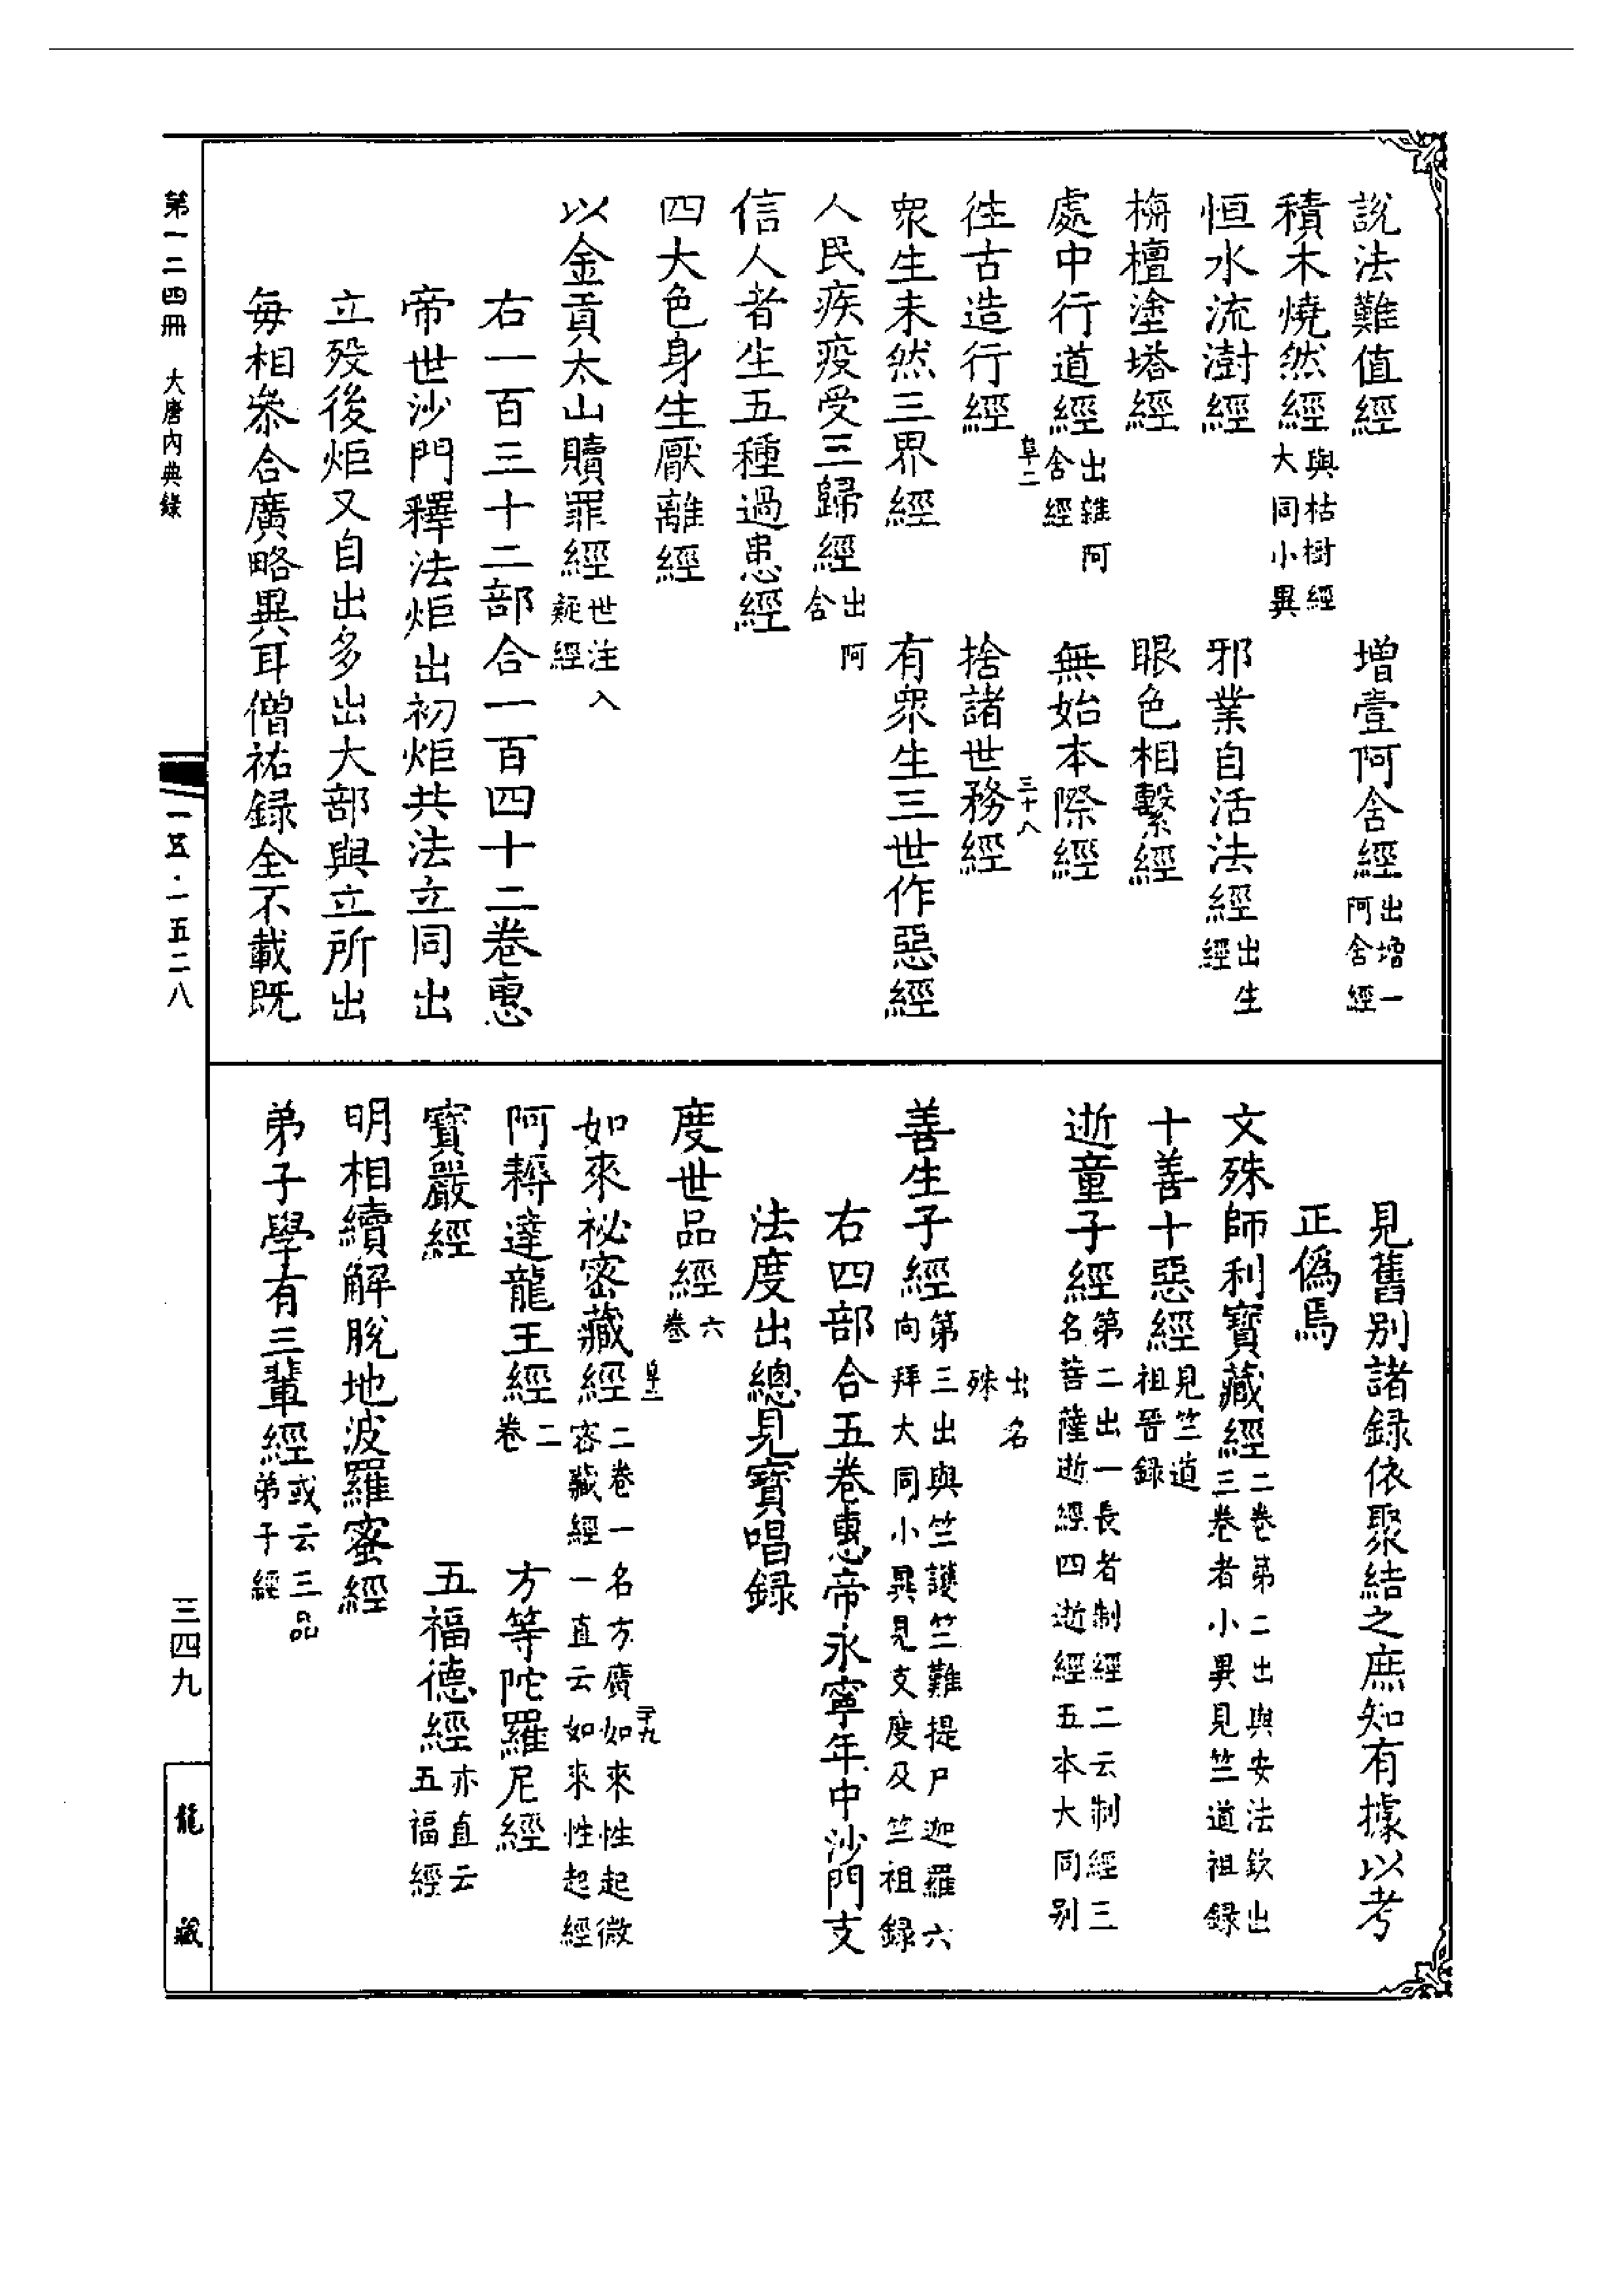 說法難值經　增壹阿含經出增一阿含經
積木燒然經與枯樹經大同小異
恒水流澍經　邪業自活法經出生經
栴檀塗塔經　眼色相繫經
處中行道經出雜阿含經　無始本際經
阜二　三十八
往古造行經　捨諸世務經
衆生未然三界經　有衆生三世作惡經
人民疾疫受三歸經出阿含
信人者生五種過患經
四大色身生厭離經
以金貢太山贖罪經世注入疑經
右一百三十二部合一百四十二卷惠
帝世沙門釋法炬出初炬共法立同出
立歿後炬又自出多出大部與立所出
每相叅合廣略異耳僧祐録全不載既
見舊別諸録依聚結之庶知有據以考
正偽焉
文殊師利寶藏經二卷第二出與安法欽出三卷者小異見竺道祖録
十善十惡經見竺道祖晉録
逝童子經第二出一長者制經二云制經三名菩薩逝經四逝經五本大同別
出名殊
善生子經第三出與竺護竺難提尸迦羅六向拜大同小異見支度及竺祖録
右四部合五卷惠帝永寧年中沙門支
法度出總見寶唱録
度世品經六卷
阜二　三十九
如來祕密藏經二卷一名方廣如來性起微密藏經一直云如來性起經
阿耨達龍王經二卷　方等陀羅尼經
寶嚴經　五福德經亦直云五福經
明相續解脫地波羅蜜經
弟子學有三輩經或云三品弟子經
第一二四冊　大唐內典錄
一五·一五二八
三四九
龍藏